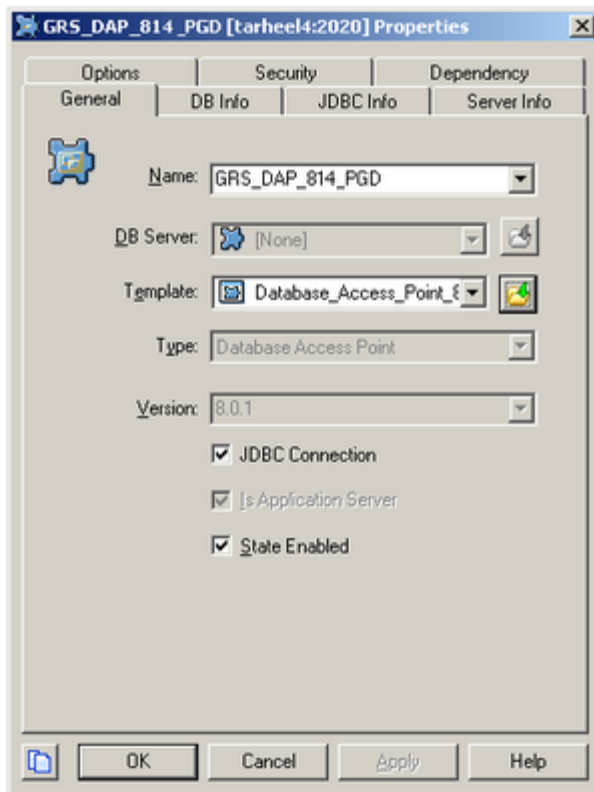 GRS_DAP_814_PGD [tarheel4:2020] Properties
Options Security Dependency
General DB Info JDBC Info Server Info
Name: GRS_DAP_814_PGD
DB Server: [None]
Template: Database_Access_Point_8
Type: Database Access Point
Version: 8.0.1
JDBC Connection
Is Application Server
State Enabled
OK Cancel Apply Help